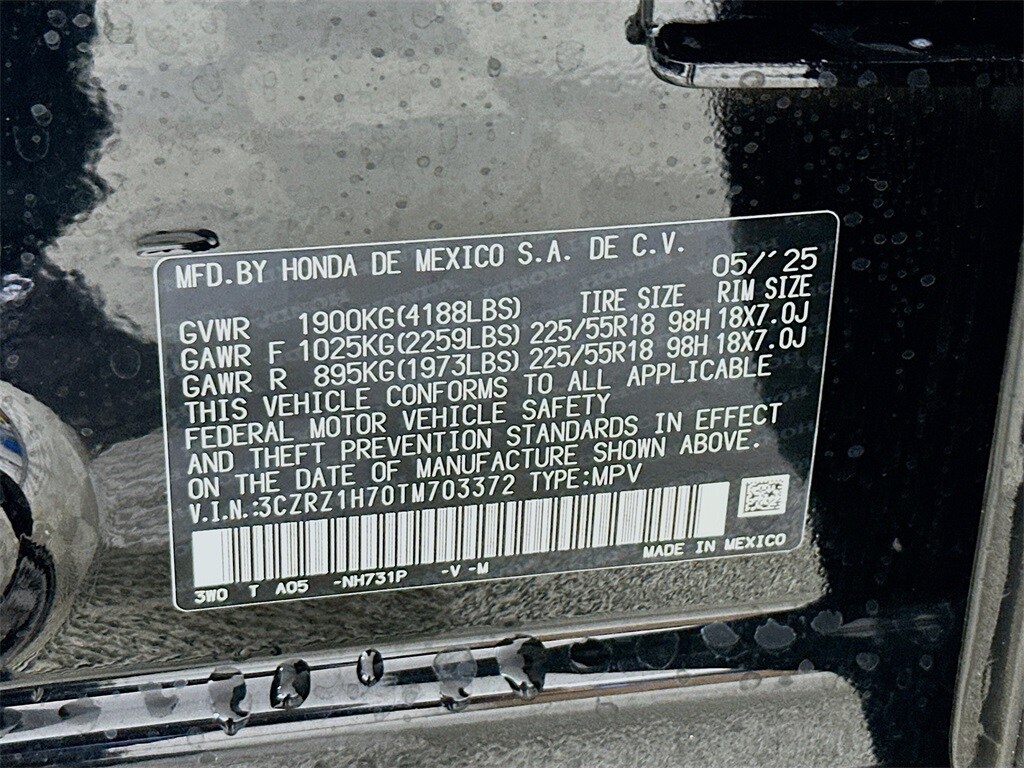 MFD.BY HONDA DE MEXICO S.A. DE C.V.
05/'25
TIRE SIZE RIM SIZE
GVWR 1900KG(4188LBS)
GAWR F 1025KG(2259LBS) 225/55R18 98H 18X7.0J
GAWR R 895KG(1973LBS) 225/55R18 98H 18X7.0J
THIS VEHICLE CONFORMS TO ALL APPLICABLE
FEDERAL MOTOR VEHICLE SAFETY
AND THEFT PREVENTION STANDARDS IN EFFECT
ON THE DATE OF MANUFACTURE SHOWN ABOVE.
V.I.N.:3CZRZ1H70TM703372 TYPE:MPV
MADE IN MEXICO
3W0 T A05 -NH731P -V -M